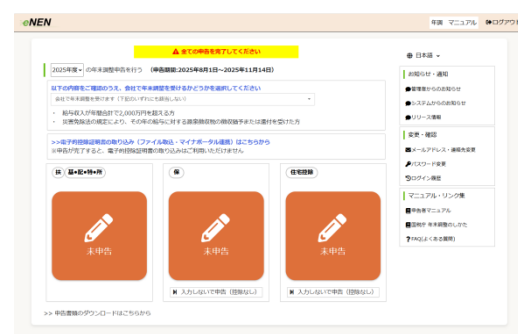 eNEN
年調 マニュアル ログアウト
全ての申告を完了してください
日本語
2025年度 の年末調整申告を行う (申告期間:2025年8月1日～2025年11月14日)
以下の内容をご確認のうえ、会社で年末調整を受けるかどうかを選択してください
会社で年末調整を受けます（下記のいずれにも該当しない）
- 給与収入が年間合計で2,000万円を超える方
- 災害免除法の規定により、その年の給与に対する源泉徴収税の徴収猶予または還付を受けた方
>>電子的控除証明書の取り込み（ファイル取込・マイナポータル連携）はこちらから
※申告が完了すると、電子的控除証明書の取り込みはご利用いただけません
扶 基•配•特•所
未申告
保
未申告
入力しないで申告（控除なし）
住宅控除
未申告
入力しないで申告（控除なし）
>> 申告書類のダウンロードはこちらから
お知らせ・通知
管理者からのお知らせ
システムからのお知らせ
リリース情報
変更・確認
メールアドレス・連絡先変更
パスワード変更
ログイン履歴
マニュアル・リンク集
申告者マニュアル
国税庁 年末調整のしかた
FAQ(よくある質問)